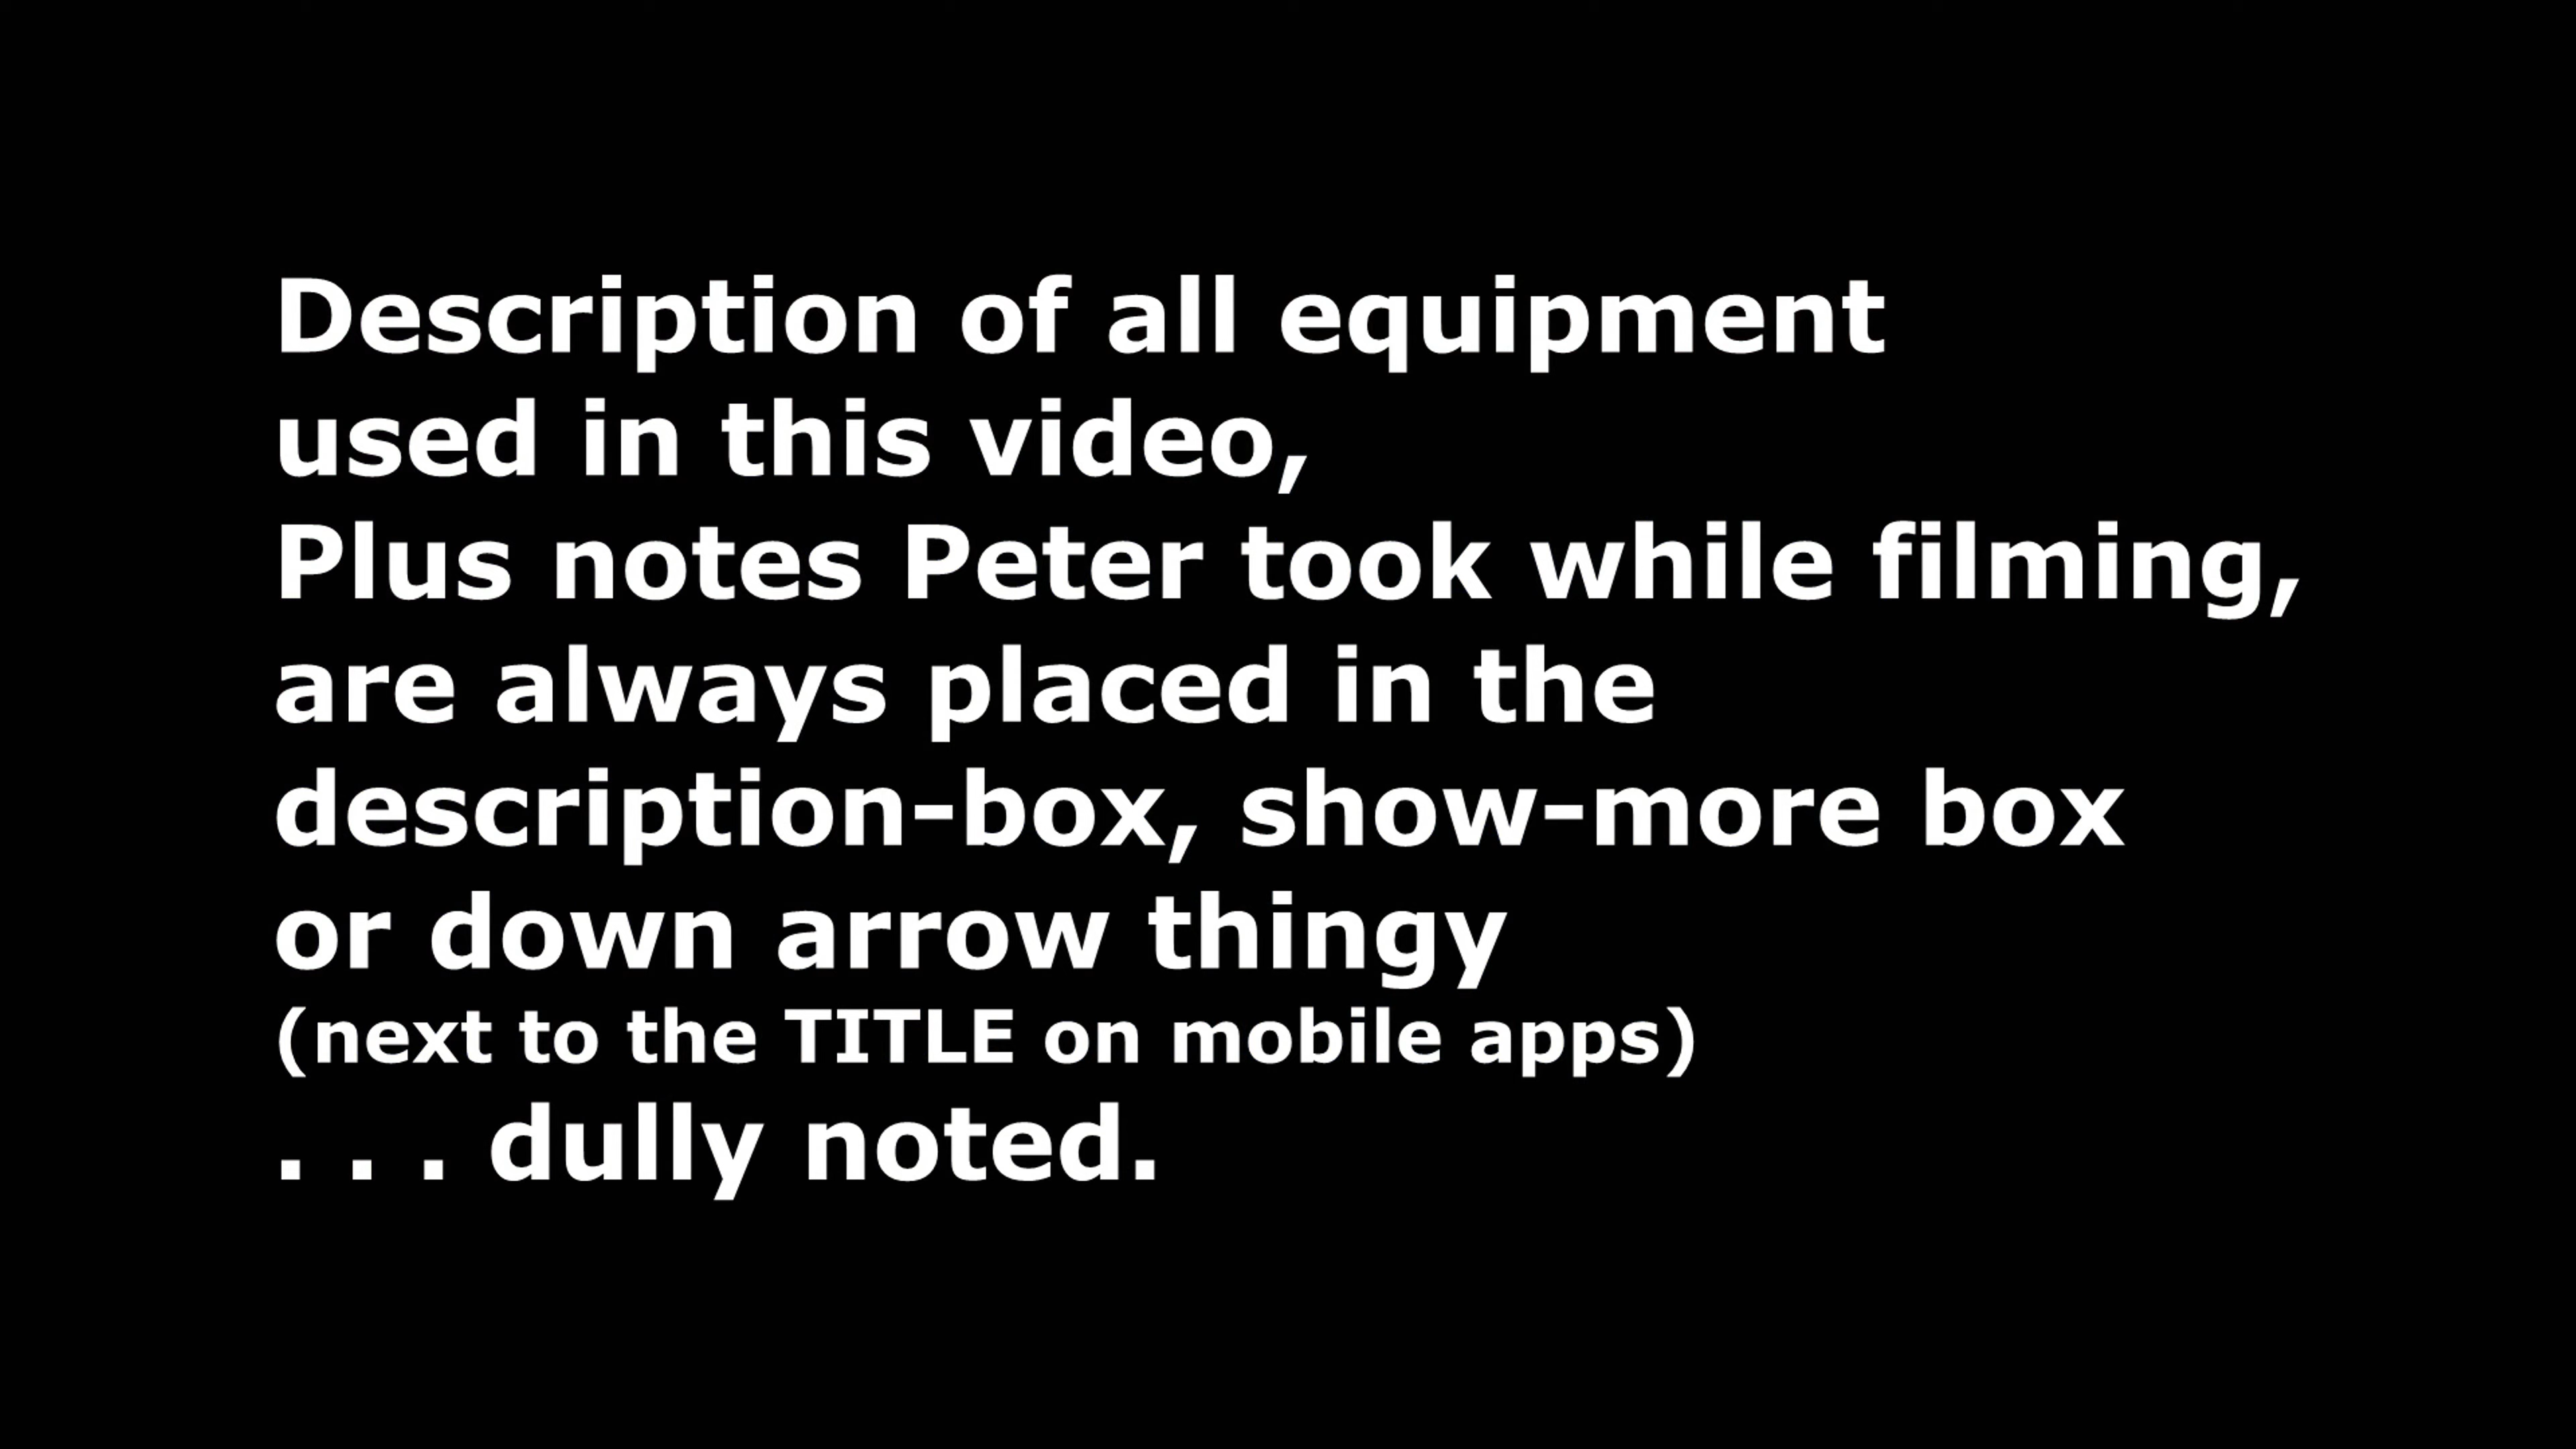 Description of all equipment
used in this video,
Plus notes Peter took while filming,
are always placed in the
description-box, show-more box
or down arrow thingy
(next to the TITLE on mobile apps)
. . . dully noted.